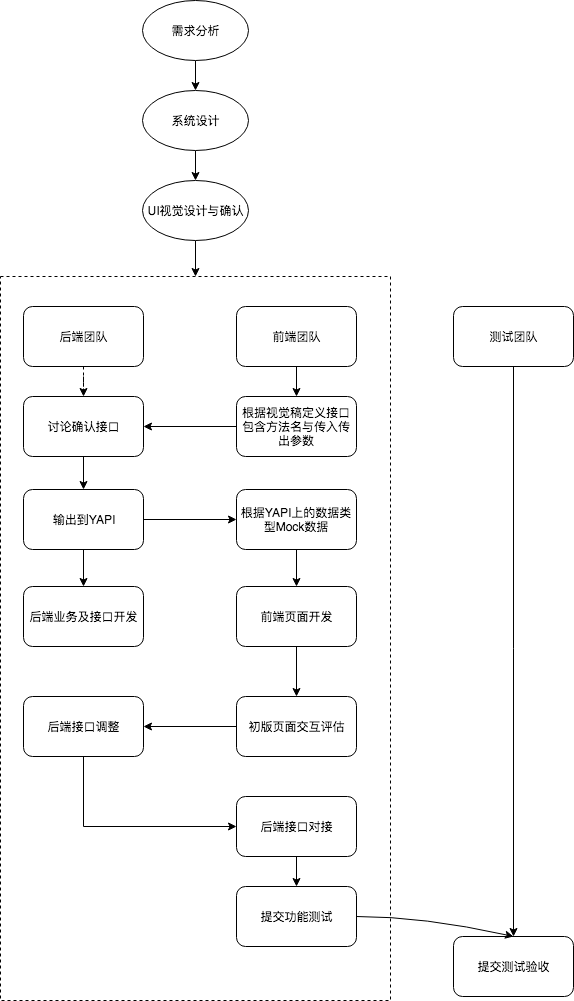 需求分析
系统设计
UI视觉设计与确认
后端团队
前端团队
测试团队
讨论确认接口
根据视觉稿定义接口
包含方法名与传入传
出参数
输出到YAPI
根据YAPI上的数据类
型Mock数据
后端业务及接口开发
前端页面开发
后端接口调整
初版页面交互评估
后端接口对接
提交功能测试
提交测试验收